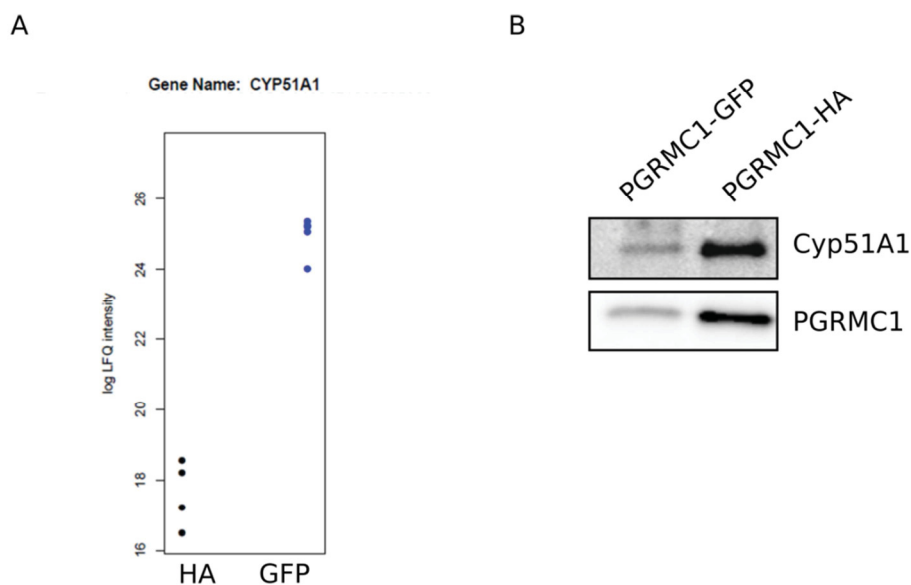 A
Gene Name: CYP51A1
26
24
22
20
18
16
log LFQ intensity
HA GFP
B
PGRMC1-GFP
PGRMC1-HA
Cyp51A1
PGRMC1